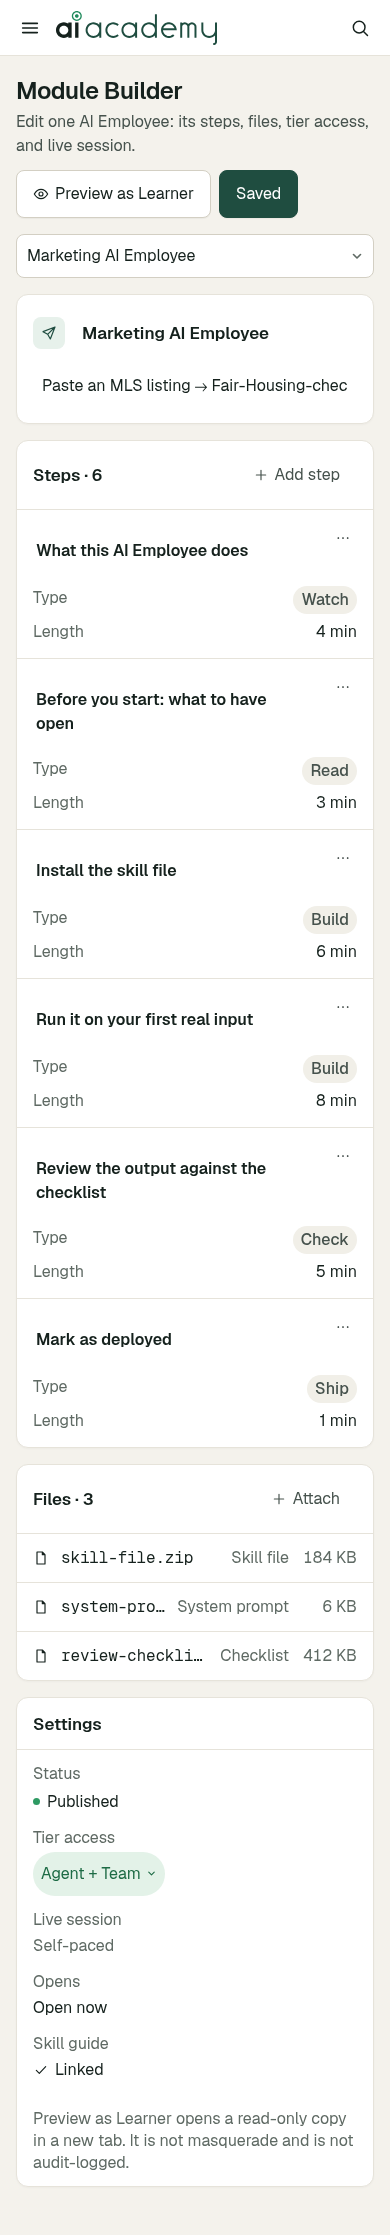 ai academy
Module Builder
Edit one AI Employee: its steps, files, tier access,
and live session.
Preview as Learner
Saved
Marketing AI Employee
Marketing AI Employee
Paste an MLS listing → Fair-Housing-chec
Steps · 6
+ Add step
...
What this AI Employee does
Type Watch
Length 4 min
...
Before you start: what to have
open
Type Read
Length 3 min
...
Install the skill file
Type Build
Length 6 min
...
Run it on your first real input
Type Build
Length 8 min
...
Review the output against the
checklist
Type Check
Length 5 min
...
Mark as deployed
Type Ship
Length 1 min
Files · 3
+ Attach
skill-file.zip Skill file 184 KB
system-pro… System prompt 6 KB
review-checkli… Checklist 412 KB
Settings
Status
Published
Tier access
Agent + Team
Live session
Self-paced
Opens
Open now
Skill guide
✓ Linked
Preview as Learner opens a read-only copy
in a new tab. It is not masquerade and is not
audit-logged.